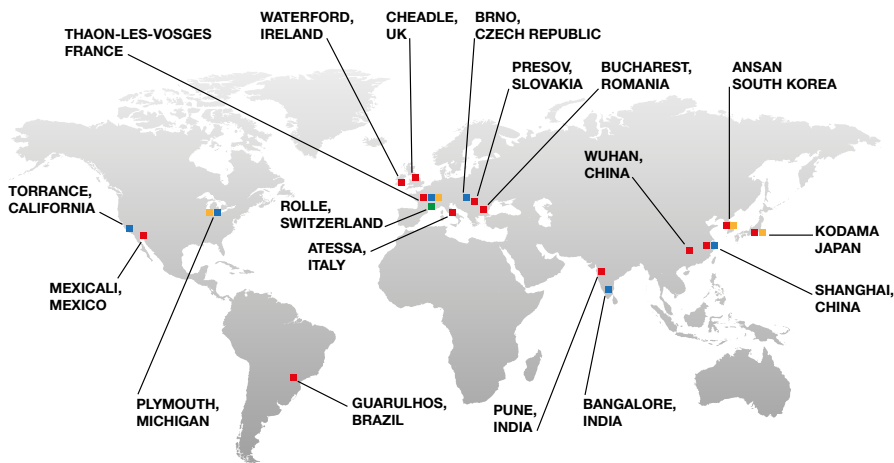 WATERFORD,
IRELAND
CHEADLE,
UK
BRNO,
CZECH REPUBLIC
THAON-LES-VOSGES
FRANCE
PRESOV,
SLOVAKIA
BUCHAREST,
ROMANIA
ANSAN
SOUTH KOREA
WUHAN,
CHINA
TORRANCE,
CALIFORNIA
ROLLE,
SWITZERLAND
ATESSA,
ITALY
KODAMA
JAPAN
MEXICALI,
MEXICO
SHANGHAI,
CHINA
PLYMOUTH,
MICHIGAN
GUARULHOS,
BRAZIL
PUNE,
INDIA
BANGALORE,
INDIA